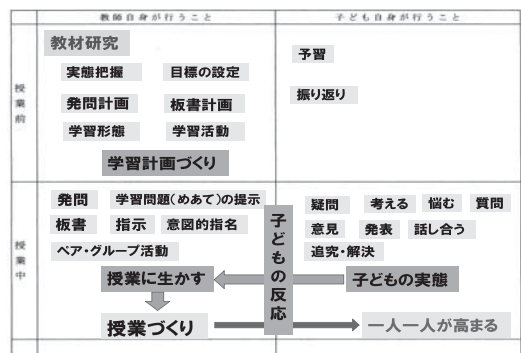 教師自身が行うこと
子ども自身が行うこと
授業前
教材研究
実態把握
目標の設定
発問計画
板書計画
学習形態
学習活動
学習計画づくり
予習
振り返り
授業中
発問
学習問題(めあて)の提示
板書
指示
意図的指名
ペア・グループ活動
授業に生かす
授業づくり
子どもの反応
疑問
考える
悩む
質問
意見
発表
話し合う
追究・解決
子どもの実態
一人一人が高まる